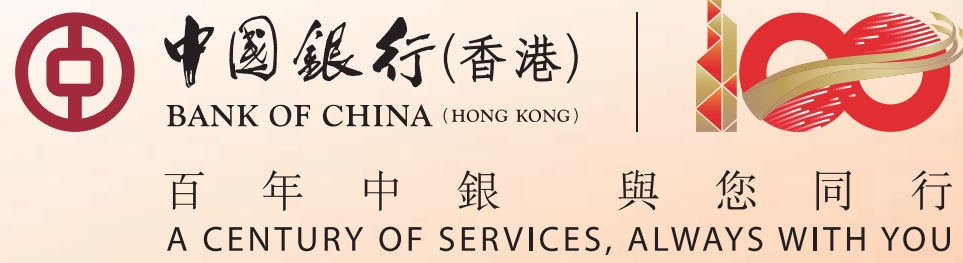 中國銀行(香港)
BANK OF CHINA (HONG KONG)
100
百年中銀 與您同行
A CENTURY OF SERVICES, ALWAYS WITH YOU